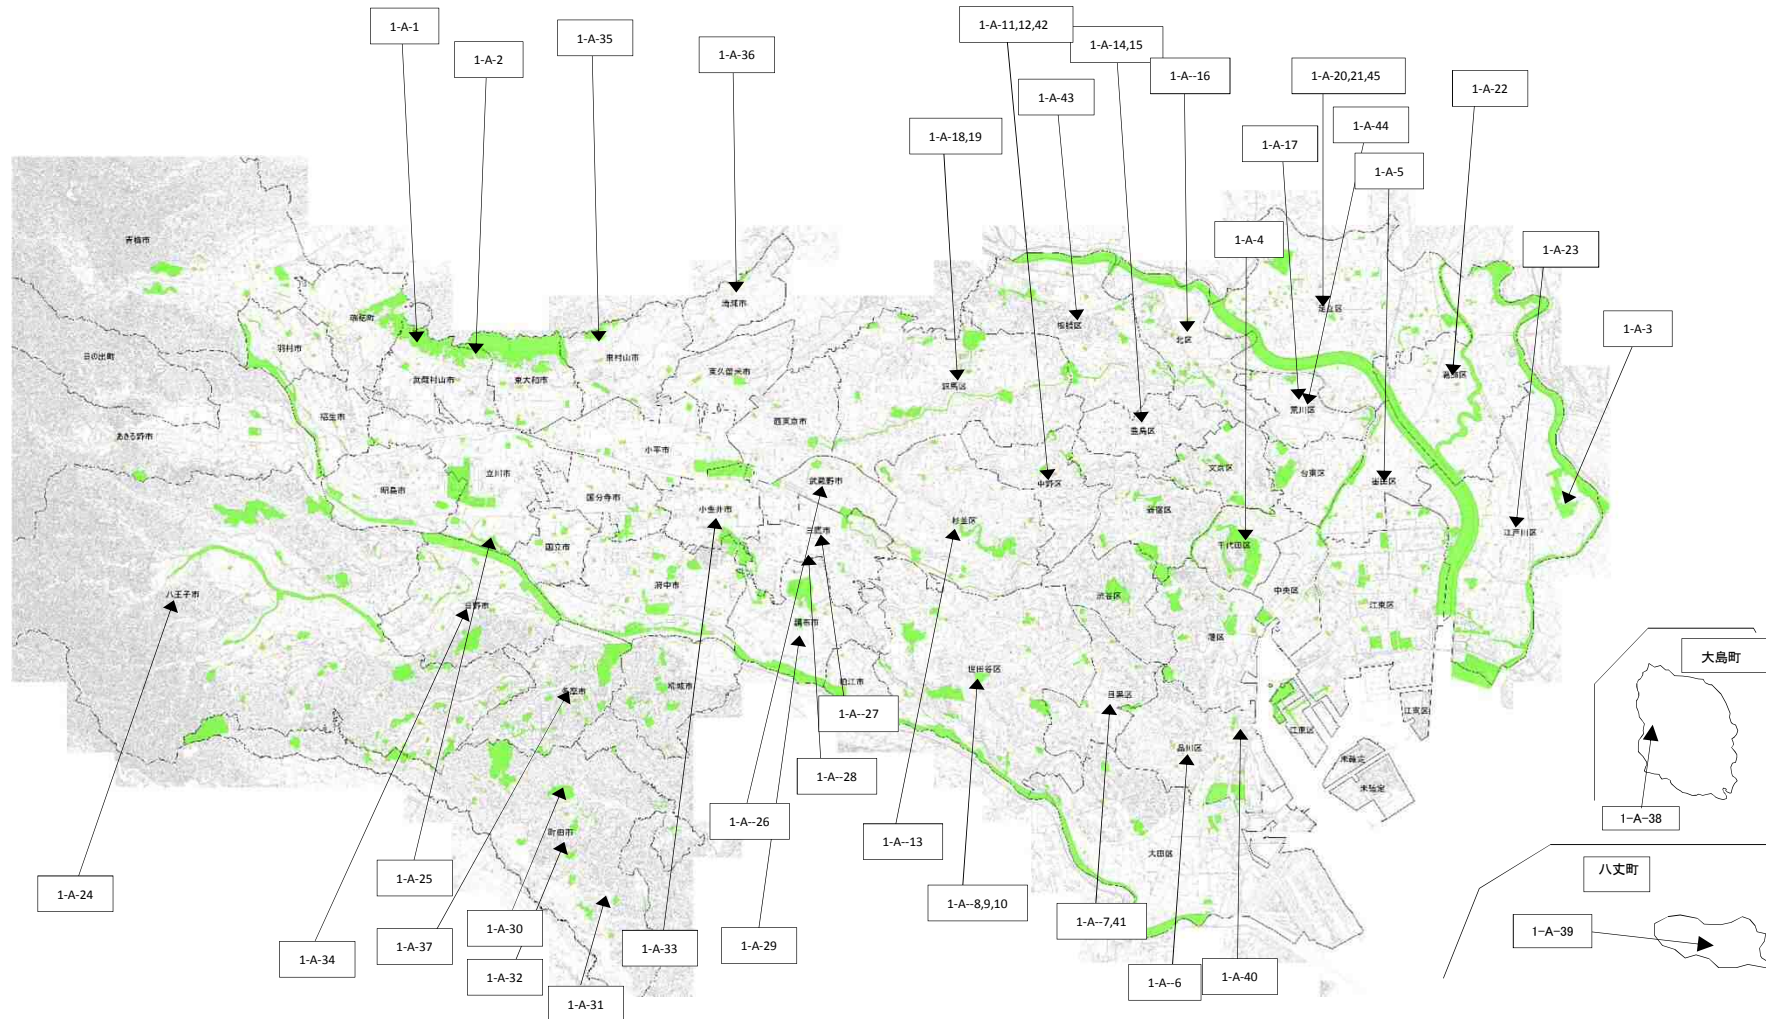 1-A-1
1-A-2
1-A-35
1-A-36
1-A-11,12,42
1-A-14,15
1-A--16
1-A-43
1-A-18,19
1-A-20,21,45
1-A-22
1-A-44
1-A-17
1-A-5
1-A-4
1-A-23
1-A-3
青梅市
瑞穂町
羽村市
日の出町
武蔵村山市
東大和市
東村山市
清瀬市
東久留米市
福生市
あきる野市
西東京市
小平市
立川市
昭島市
国分寺市
小金井市
武蔵野市
三鷹市
国立市
府中市
調布市
八王子市
日野市
多摩市
稲城市
狛江市
町田市
板橋区
北区
足立区
練馬区
豊島区
荒川区
葛飾区
中野区
文京区
台東区
墨田区
新宿区
杉並区
千代田区
江戸川区
渋谷区
中央区
江東区
港区
世田谷区
目黒区
品川区
江東区
江東区
大田区
未確定
未確定
大島町
1-A-38
八丈町
1-A-39
1-A--27
1-A--28
1-A--26
1-A--13
1-A-24
1-A-25
1-A--8,9,10
1-A--7,41
1-A-34
1-A-37
1-A-30
1-A-33
1-A-29
1-A-32
1-A-31
1-A--6
1-A-40